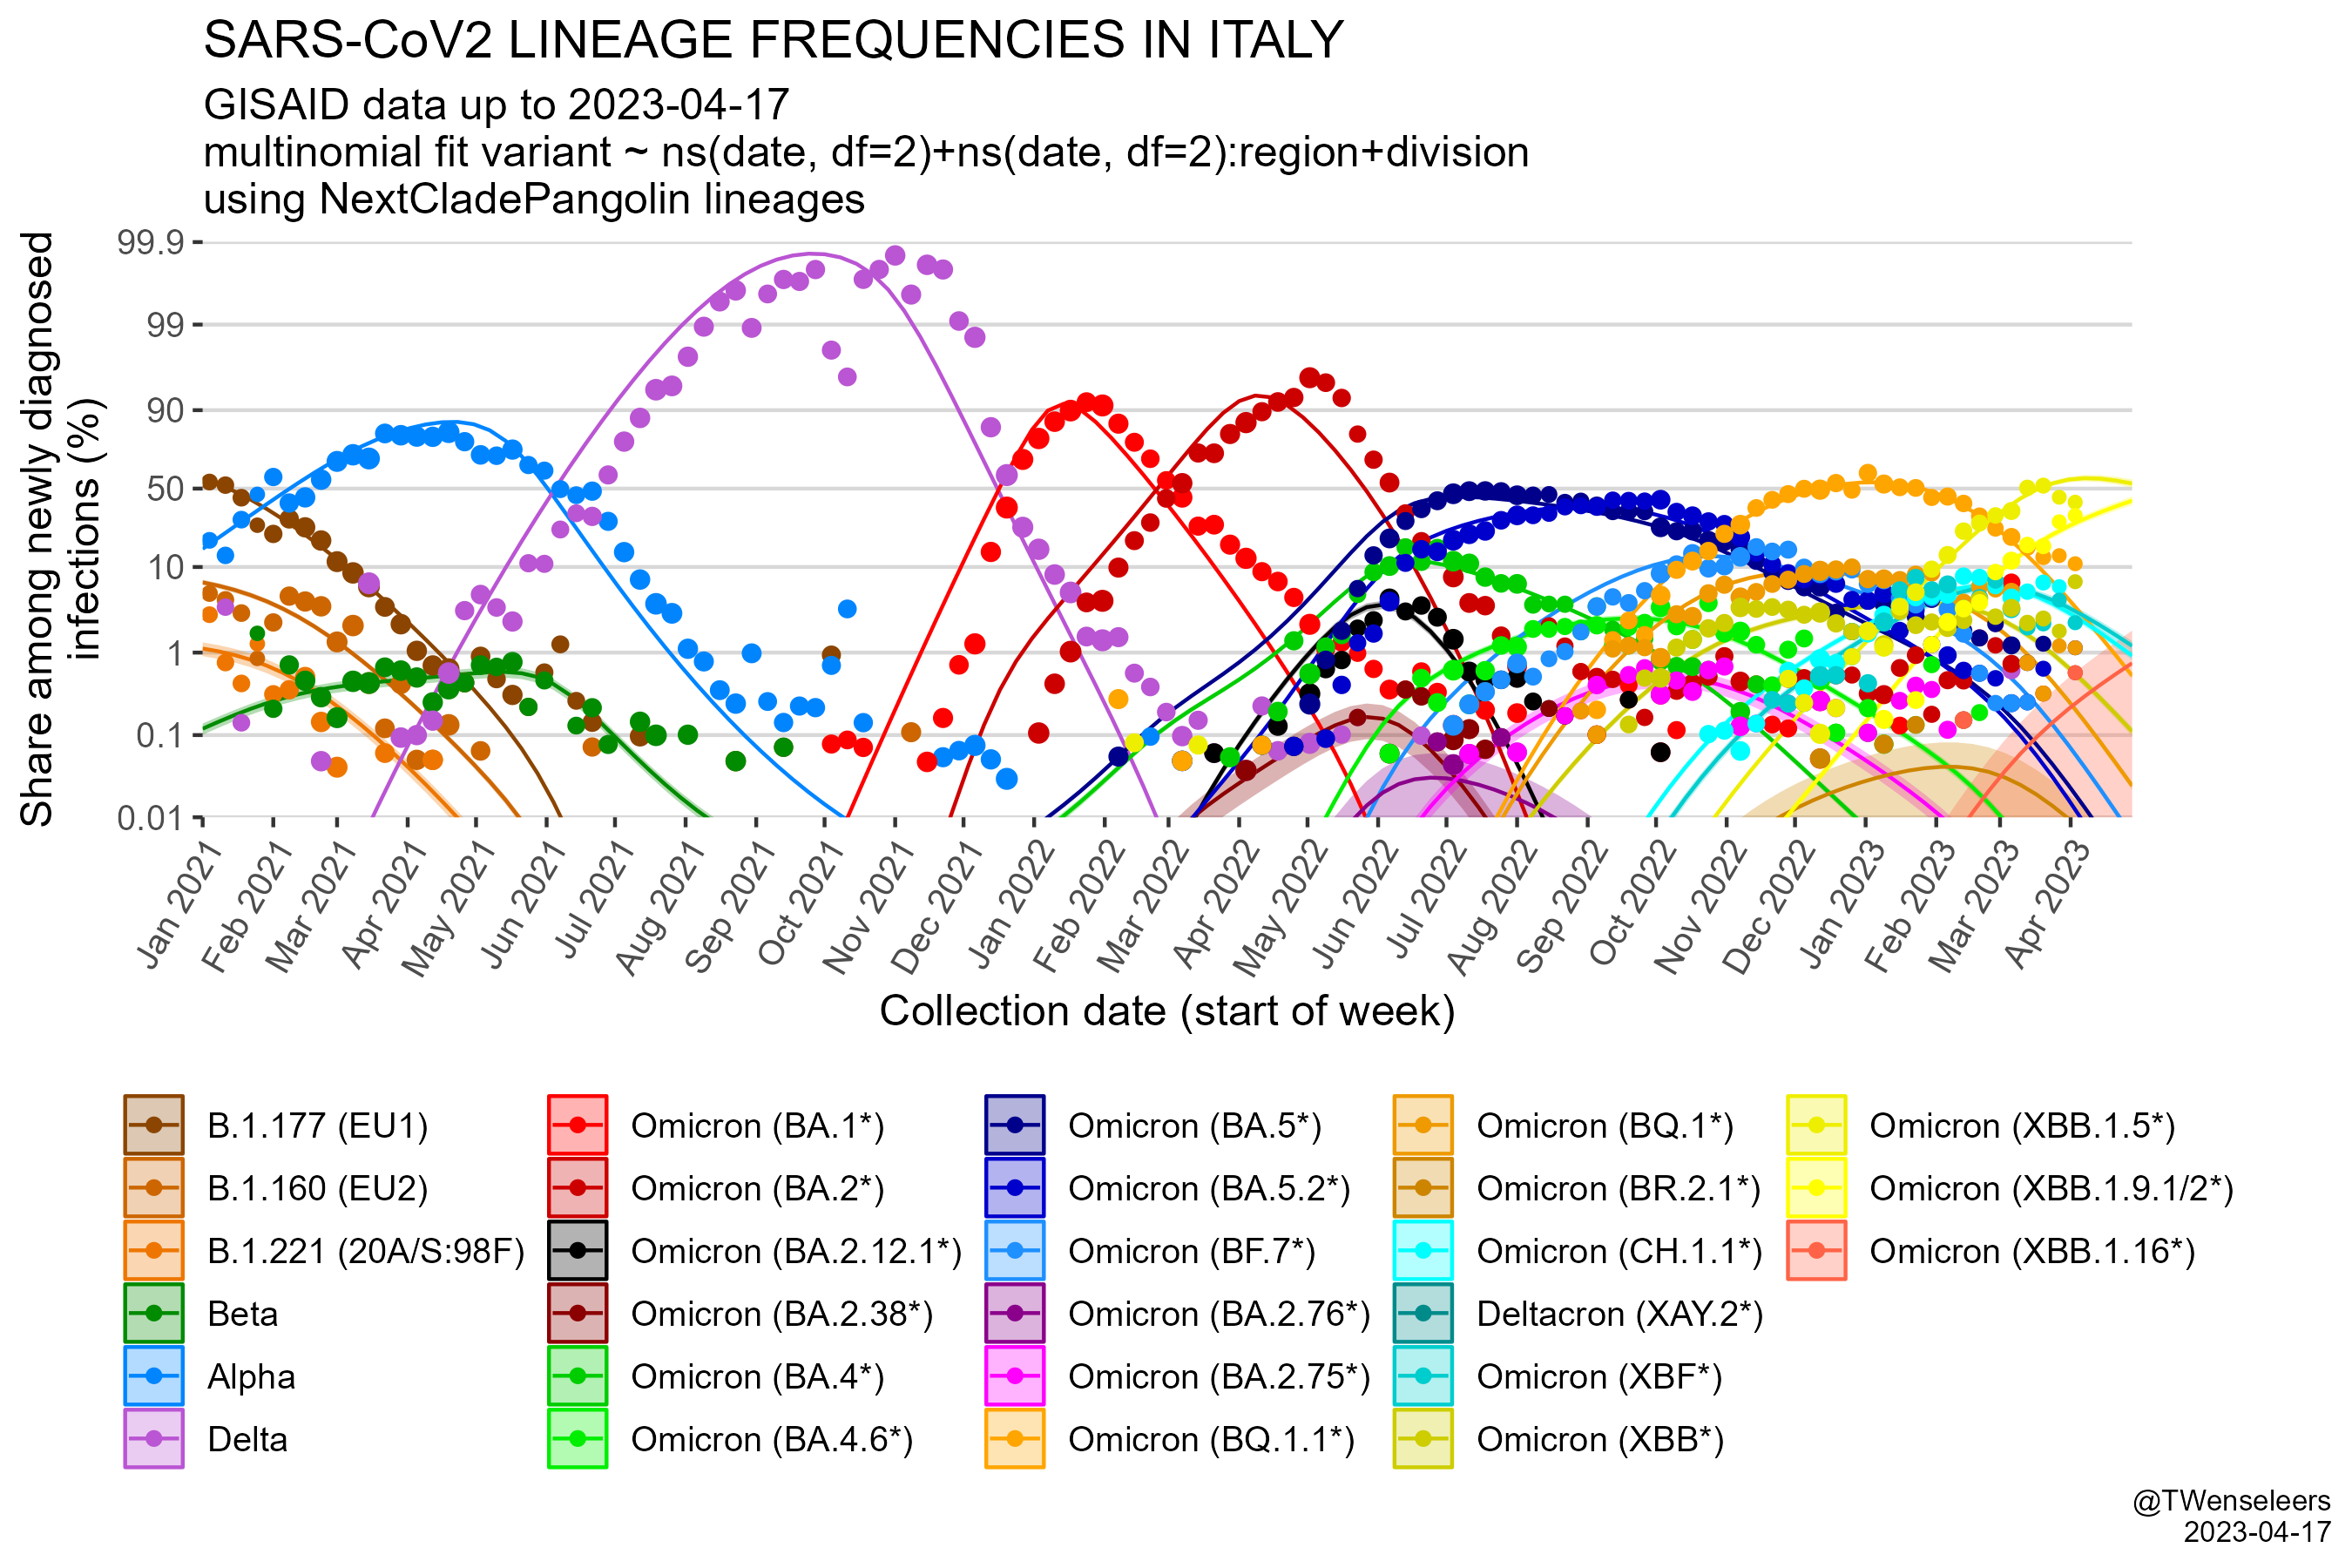 SARS-CoV2 LINEAGE FREQUENCIES IN ITALY
GISAID data up to 2023-04-17
multinomial fit variant ~ ns(date, df=2)+ns(date, df=2):region+division
using NextCladePangolin lineages
Share among newly diagnosed
infections (%)
99.9
99
90
50
10
1
0.1
0.01
Jan 2021
Feb 2021
Mar 2021
Apr 2021
May 2021
Jun 2021
Jul 2021
Aug 2021
Sep 2021
Oct 2021
Nov 2021
Dec 2021
Jan 2022
Feb 2022
Mar 2022
Apr 2022
May 2022
Jun 2022
Jul 2022
Aug 2022
Sep 2022
Oct 2022
Nov 2022
Dec 2022
Jan 2023
Feb 2023
Mar 2023
Apr 2023
Collection date (start of week)
B.1.177 (EU1)
B.1.160 (EU2)
B.1.221 (20A/S:98F)
Beta
Alpha
Delta
Omicron (BA.1*)
Omicron (BA.2*)
Omicron (BA.2.12.1*)
Omicron (BA.2.38*)
Omicron (BA.4*)
Omicron (BA.4.6*)
Omicron (BA.5*)
Omicron (BA.5.2*)
Omicron (BF.7*)
Omicron (BA.2.76*)
Omicron (BA.2.75*)
Omicron (BQ.1.1*)
Omicron (BQ.1*)
Omicron (BR.2.1*)
Omicron (CH.1.1*)
Deltacron (XAY.2*)
Omicron (XBF*)
Omicron (XBB*)
Omicron (XBB.1.5*)
Omicron (XBB.1.9.1/2*)
Omicron (XBB.1.16*)
@TWenseleers
2023-04-17